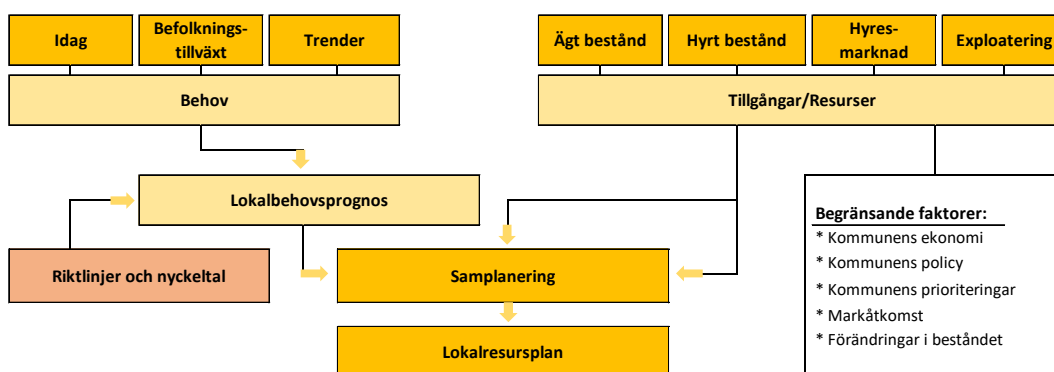 Idag
Befolknings-
tillväxt
Trender
Ägt bestånd
Hyrt bestånd
Hyres-
marknad
Exploatering
Behov
Tillgångar/Resurser
Lokalbehovsprognos
Riktlinjer och nyckeltal
Samplanering
Lokalresursplan
Begränsande faktorer:
* Kommunens ekonomi
* Kommunens policy
* Kommunens prioriteringar
* Markåtkomst
* Förändringar i beståndet